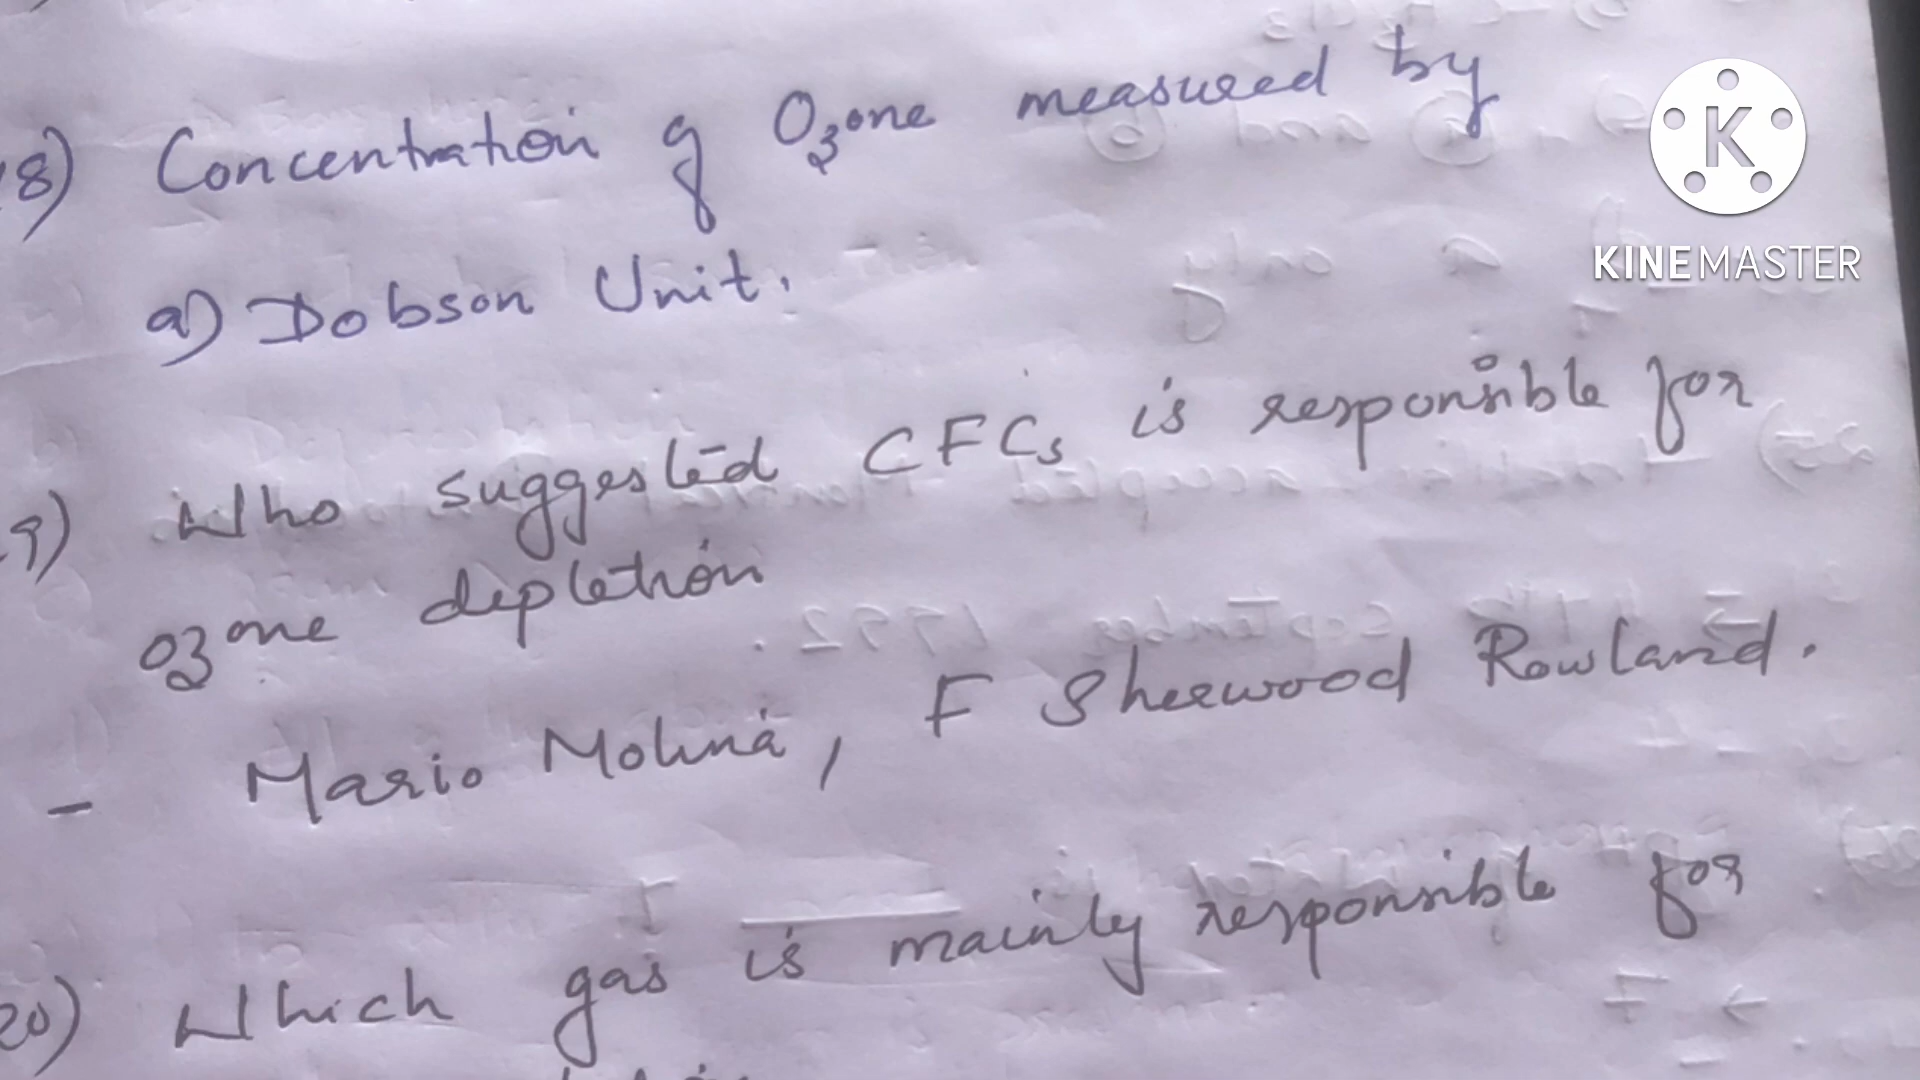 18) Concentration of Ozone measured by
a) Dobson Unit.
19) Who suggested CFCs is responsible for
ozone depletion
- Mario Molina, F Sherwood Rowland.
20) Which gas is mainly responsible for
KINEMASTER